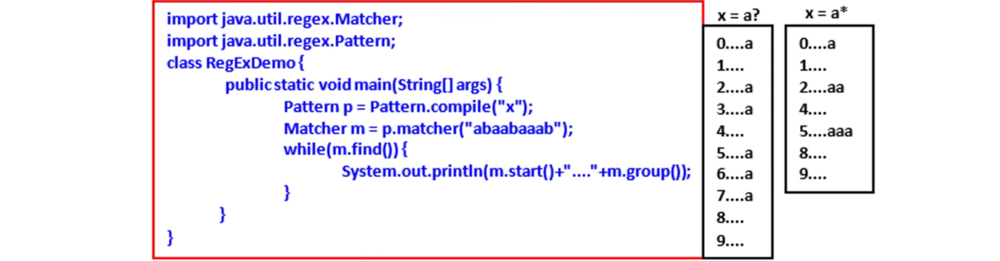 import java.util.regex.Matcher;
import java.util.regex.Pattern;
class RegExDemo {
public static void main(String[] args) {
Pattern p = Pattern.compile("x");
Matcher m = p.matcher("abaabaaab");
while(m.find()) {
System.out.println(m.start()+"...."+m.group());
}
}
}
x = a?
0....a
1....
2....a
3....a
4....
5....a
6....a
7....a
8....
9....
x = a*
0....a
1....
2....aa
4....
5....aaa
8....
9....